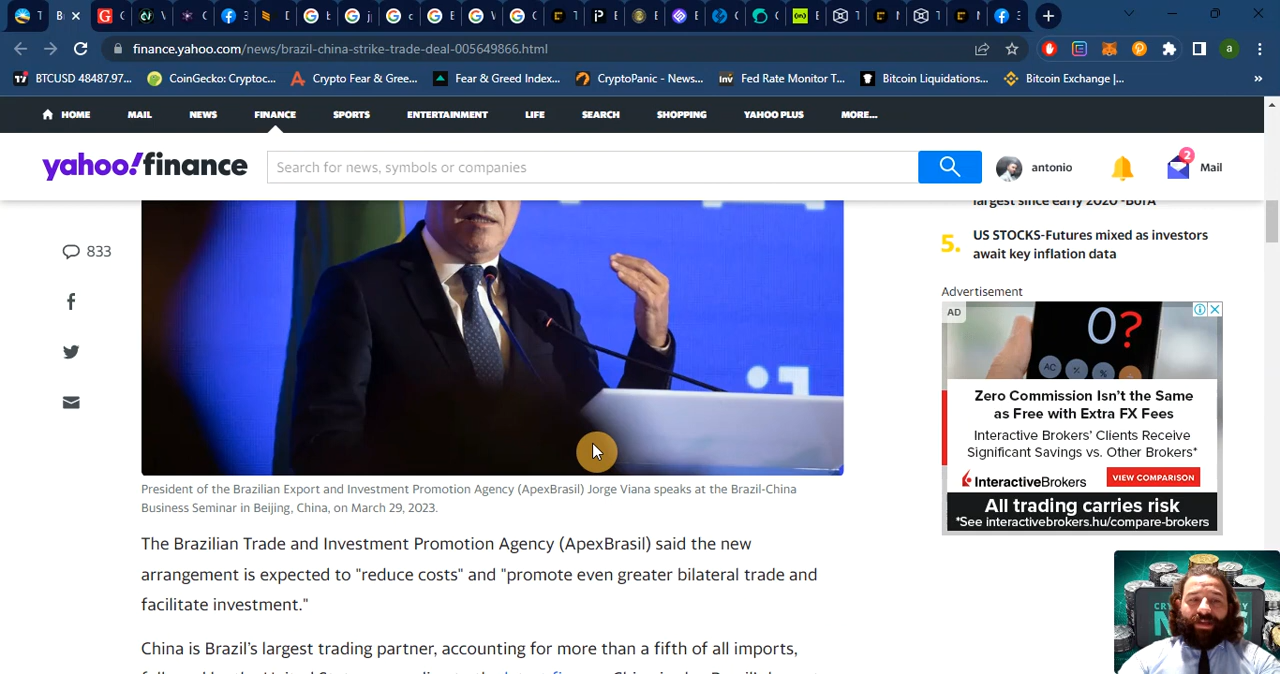 finance.yahoo.com/news/brazil-china-strike-trade-deal-005649866.html
BTCUSD 48487.97...
CoinGecko: Cryptoc...
Crypto Fear & Gree...
Fear & Greed Index...
CryptoPanic - News...
Fed Rate Monitor T...
Bitcoin Liquidations...
Bitcoin Exchange |...
HOME
MAIL
NEWS
FINANCE
SPORTS
ENTERTAINMENT
LIFE
SEARCH
SHOPPING
YAHOO PLUS
MORE...
yahoo!finance
Search for news, symbols or companies
antonio
2
Mail
833
President of the Brazilian Export and Investment Promotion Agency (ApexBrasil) Jorge Viana speaks at the Brazil-China
Business Seminar in Beijing, China, on March 29, 2023.
The Brazilian Trade and Investment Promotion Agency (ApexBrasil) said the new
arrangement is expected to "reduce costs" and "promote even greater bilateral trade and
facilitate investment."
China is Brazil's largest trading partner, accounting for more than a fifth of all imports,
largest since early 2020 -BofA
5. US STOCKS-Futures mixed as investors
await key inflation data
Advertisement
AD
0?
AC
Zero Commission Isn't the Same
as Free with Extra FX Fees
Interactive Brokers' Clients Receive
Significant Savings vs. Other Brokers*
InteractiveBrokers
VIEW COMPARISON
All trading carries risk
*See interactivebrokers.hu/compare-brokers